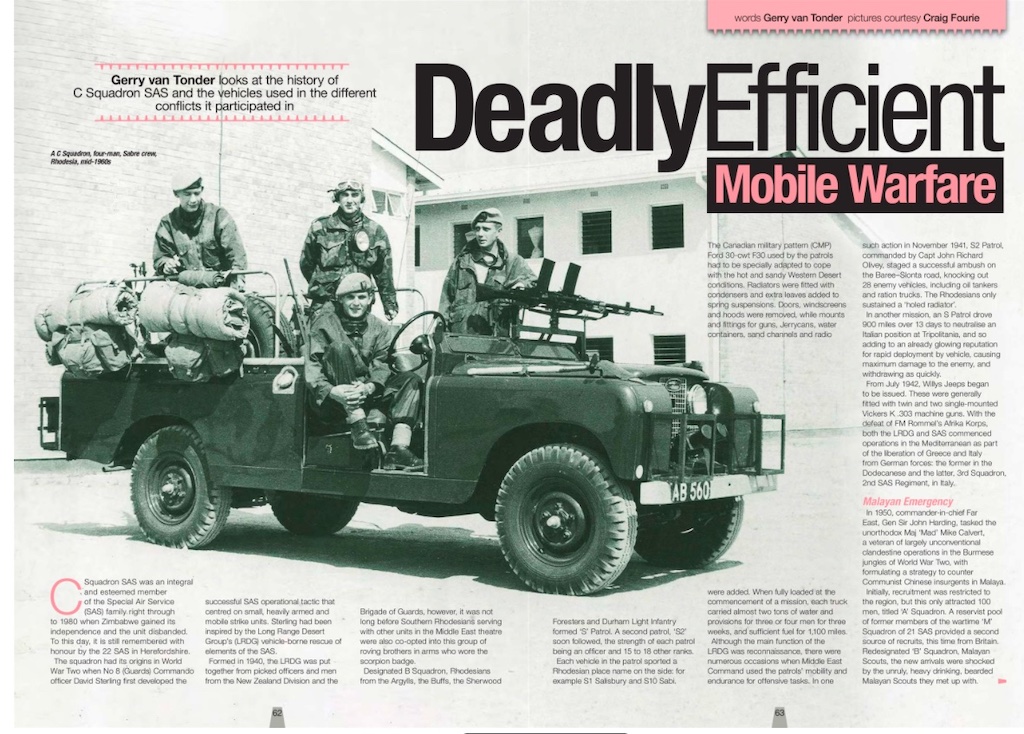 words Gerry van Tonder pictures courtesy Craig Fourie
Gerry van Tonder looks at the history of
C Squadron SAS and the vehicles used in the different
conflicts it participated in
DeadlyEfficient
Mobile Warfare
A C Squadron, four-man, Sabre crew,
Rhodesia, mid-1960s
AB 560
C Squadron SAS was an integral
and esteemed member
of the Special Air Service
(SAS) family right through
to 1980 when Zimbabwe gained its
independence and the unit disbanded.
To this day, it is still remembered with
honour by the 22 SAS in Herefordshire.
The squadron had its origins in World
War Two when No 8 (Guards) Commando
officer David Sterling first developed the
successful SAS operational tactic that
centred on small, heavily armed and
mobile strike units. Sterling had been
inspired by the Long Range Desert
Group's (LRDG) vehicle-borne rescue of
elements of the SAS.
Formed in 1940, the LRDG was put
together from picked officers and men
from the New Zealand Division and the
Brigade of Guards, however, it was not
long before Southern Rhodesians serving
with other units in the Middle East theatre
were also co-opted into this group of
roving brothers in arms who wore the
scorpion badge.
Designated B Squadron, Rhodesians
from the Argylls, the Buffs, the Sherwood
Foresters and Durham Light Infantry
formed 'S' Patrol. A second patrol, 'S2'
soon followed, the strength of each patrol
being an officer and 15 to 18 other ranks.
Each vehicle in the patrol sported a
Rhodesian place name on the side: for
example S1 Salisbury and S10 Sabi.
The Canadian military pattern (CMP)
Ford 30-cwt F30 used by the patrols
had to be specially adapted to cope
with the hot and sandy Western Desert
conditions. Radiators were fitted with
condensers and extra leaves added to
spring suspensions. Doors, windscreens
and hoods were removed, while mounts
and fittings for guns, Jerrycans, water
containers, sand channels and radio
were added. When fully loaded at the
commencement of a mission, each truck
carried almost two tons of water and
provisions for three or four men for three
weeks, and sufficient fuel for 1,100 miles.
Although the main function of the
LRDG was reconnaissance, there were
numerous occasions when Middle East
Command used the patrols' mobility and
endurance for offensive tasks. In one
such action in November 1941, S2 Patrol,
commanded by Capt John Richard
Olivey, staged a successful ambush on
the Baree–Slonta road, knocking out
28 enemy vehicles, including oil tankers
and ration trucks. The Rhodesians only
sustained a 'holed radiator'.
In another mission, an S Patrol drove
900 miles over 13 days to neutralise an
Italian position at Tripolitania, and so
adding to an already glowing reputation
for rapid deployment by vehicle, causing
maximum damage to the enemy, and
withdrawing as quickly.
From July 1942, Willys Jeeps began
to be issued. These were generally
fitted with twin and two single-mounted
Vickers K .303 machine guns. With the
defeat of FM Rommel's Afrika Korps,
both the LRDG and SAS commenced
operations in the Mediterranean as part
of the liberation of Greece and Italy
from German forces: the former in the
Dodecanese and the latter, 3rd Squadron,
2nd SAS Regiment, in Italy.
Malayan Emergency
In 1950, commander-in-chief Far
East, Gen Sir John Harding, tasked the
unorthodox Maj 'Mad' Mike Calvert,
a veteran of largely unconventional
clandestine operations in the Burmese
jungles of World War Two, with
formulating a strategy to counter
Communist Chinese insurgents in Malaya.
Initially, recruitment was restricted to
the region, but this only attracted 100
men, titled 'A' Squadron. A reservist pool
of former members of the wartime 'M'
Squadron of 21 SAS provided a second
source of recruits, this time from Britain.
Redesignated 'B' Squadron, Malayan
Scouts, the new arrivals were shocked
by the unruly, heavy drinking, bearded
Malayan Scouts they met up with.
62
63